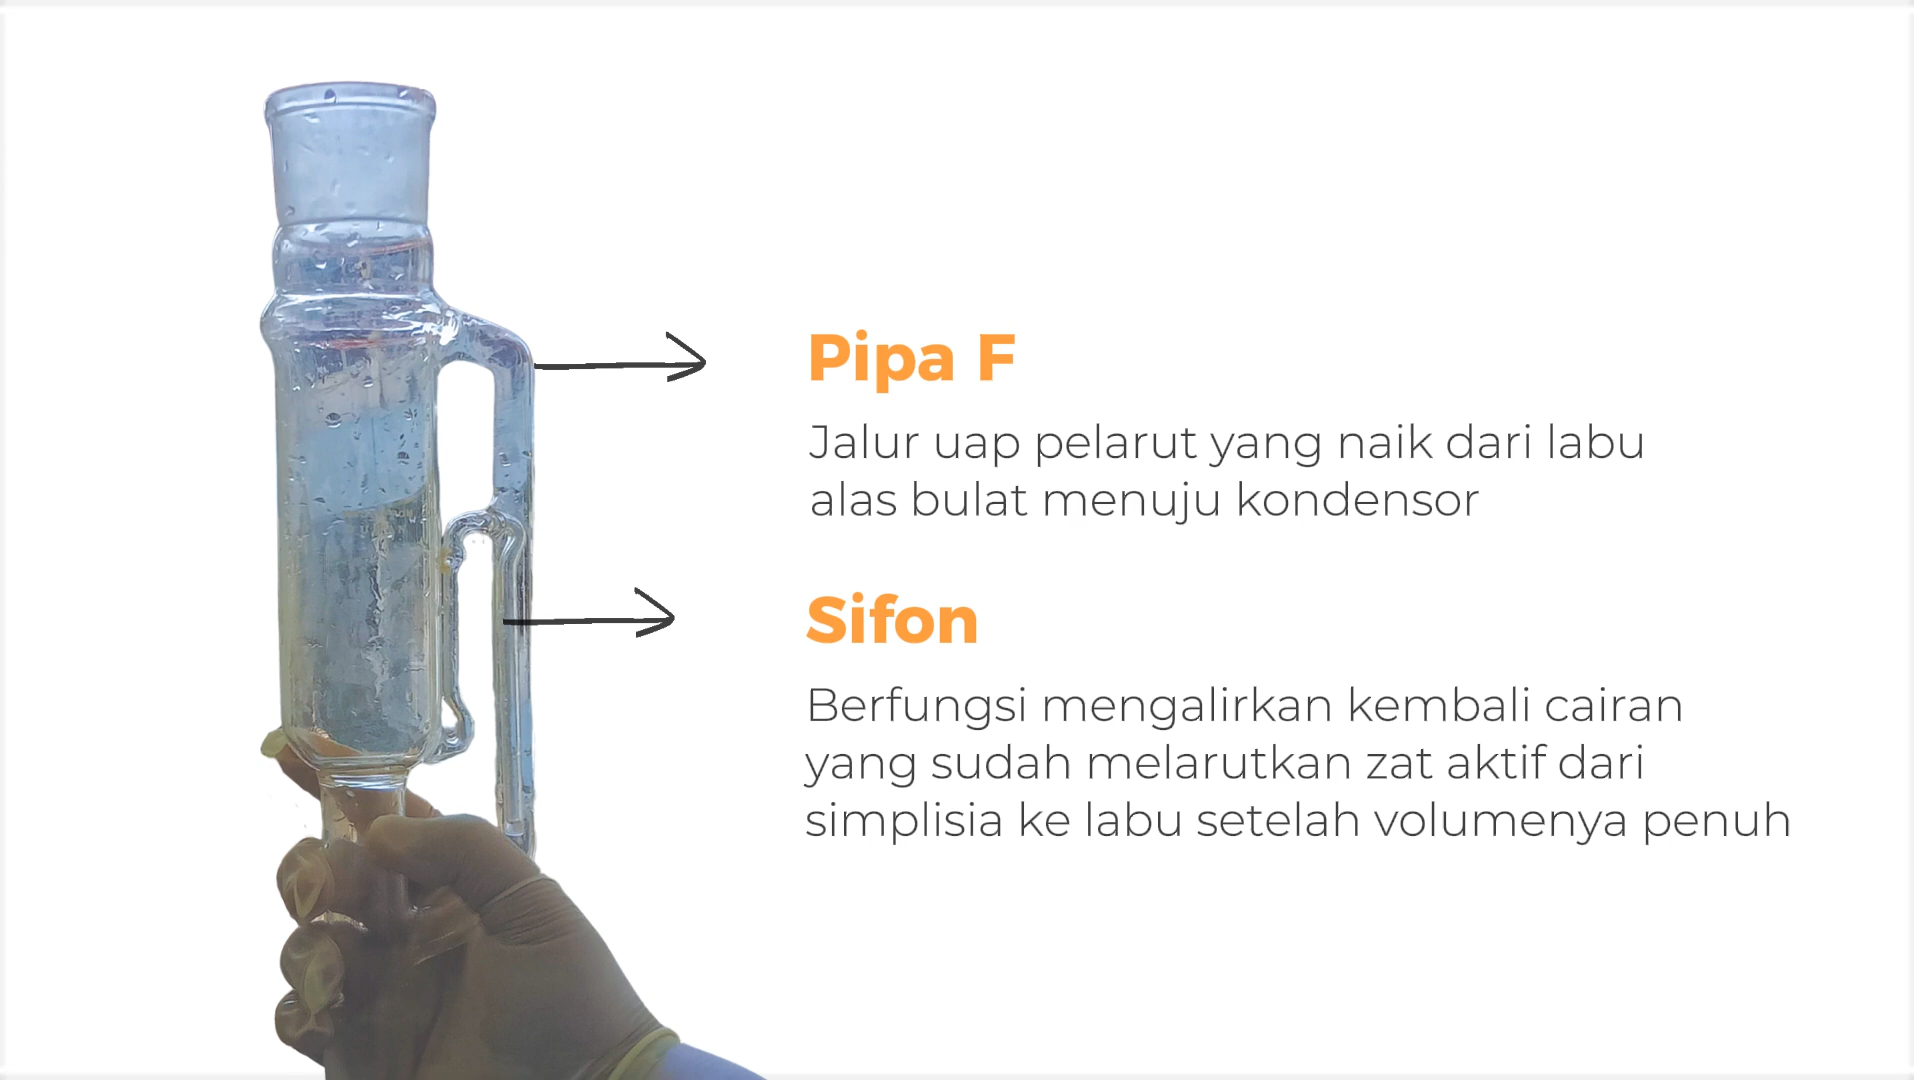 Pipa F
Jalur uap pelarut yang naik dari labu
alas bulat menuju kondensor
Sifon
Berfungsi mengalirkan kembali cairan
yang sudah melarutkan zat aktif dari
simplisia ke labu setelah volumenya penuh